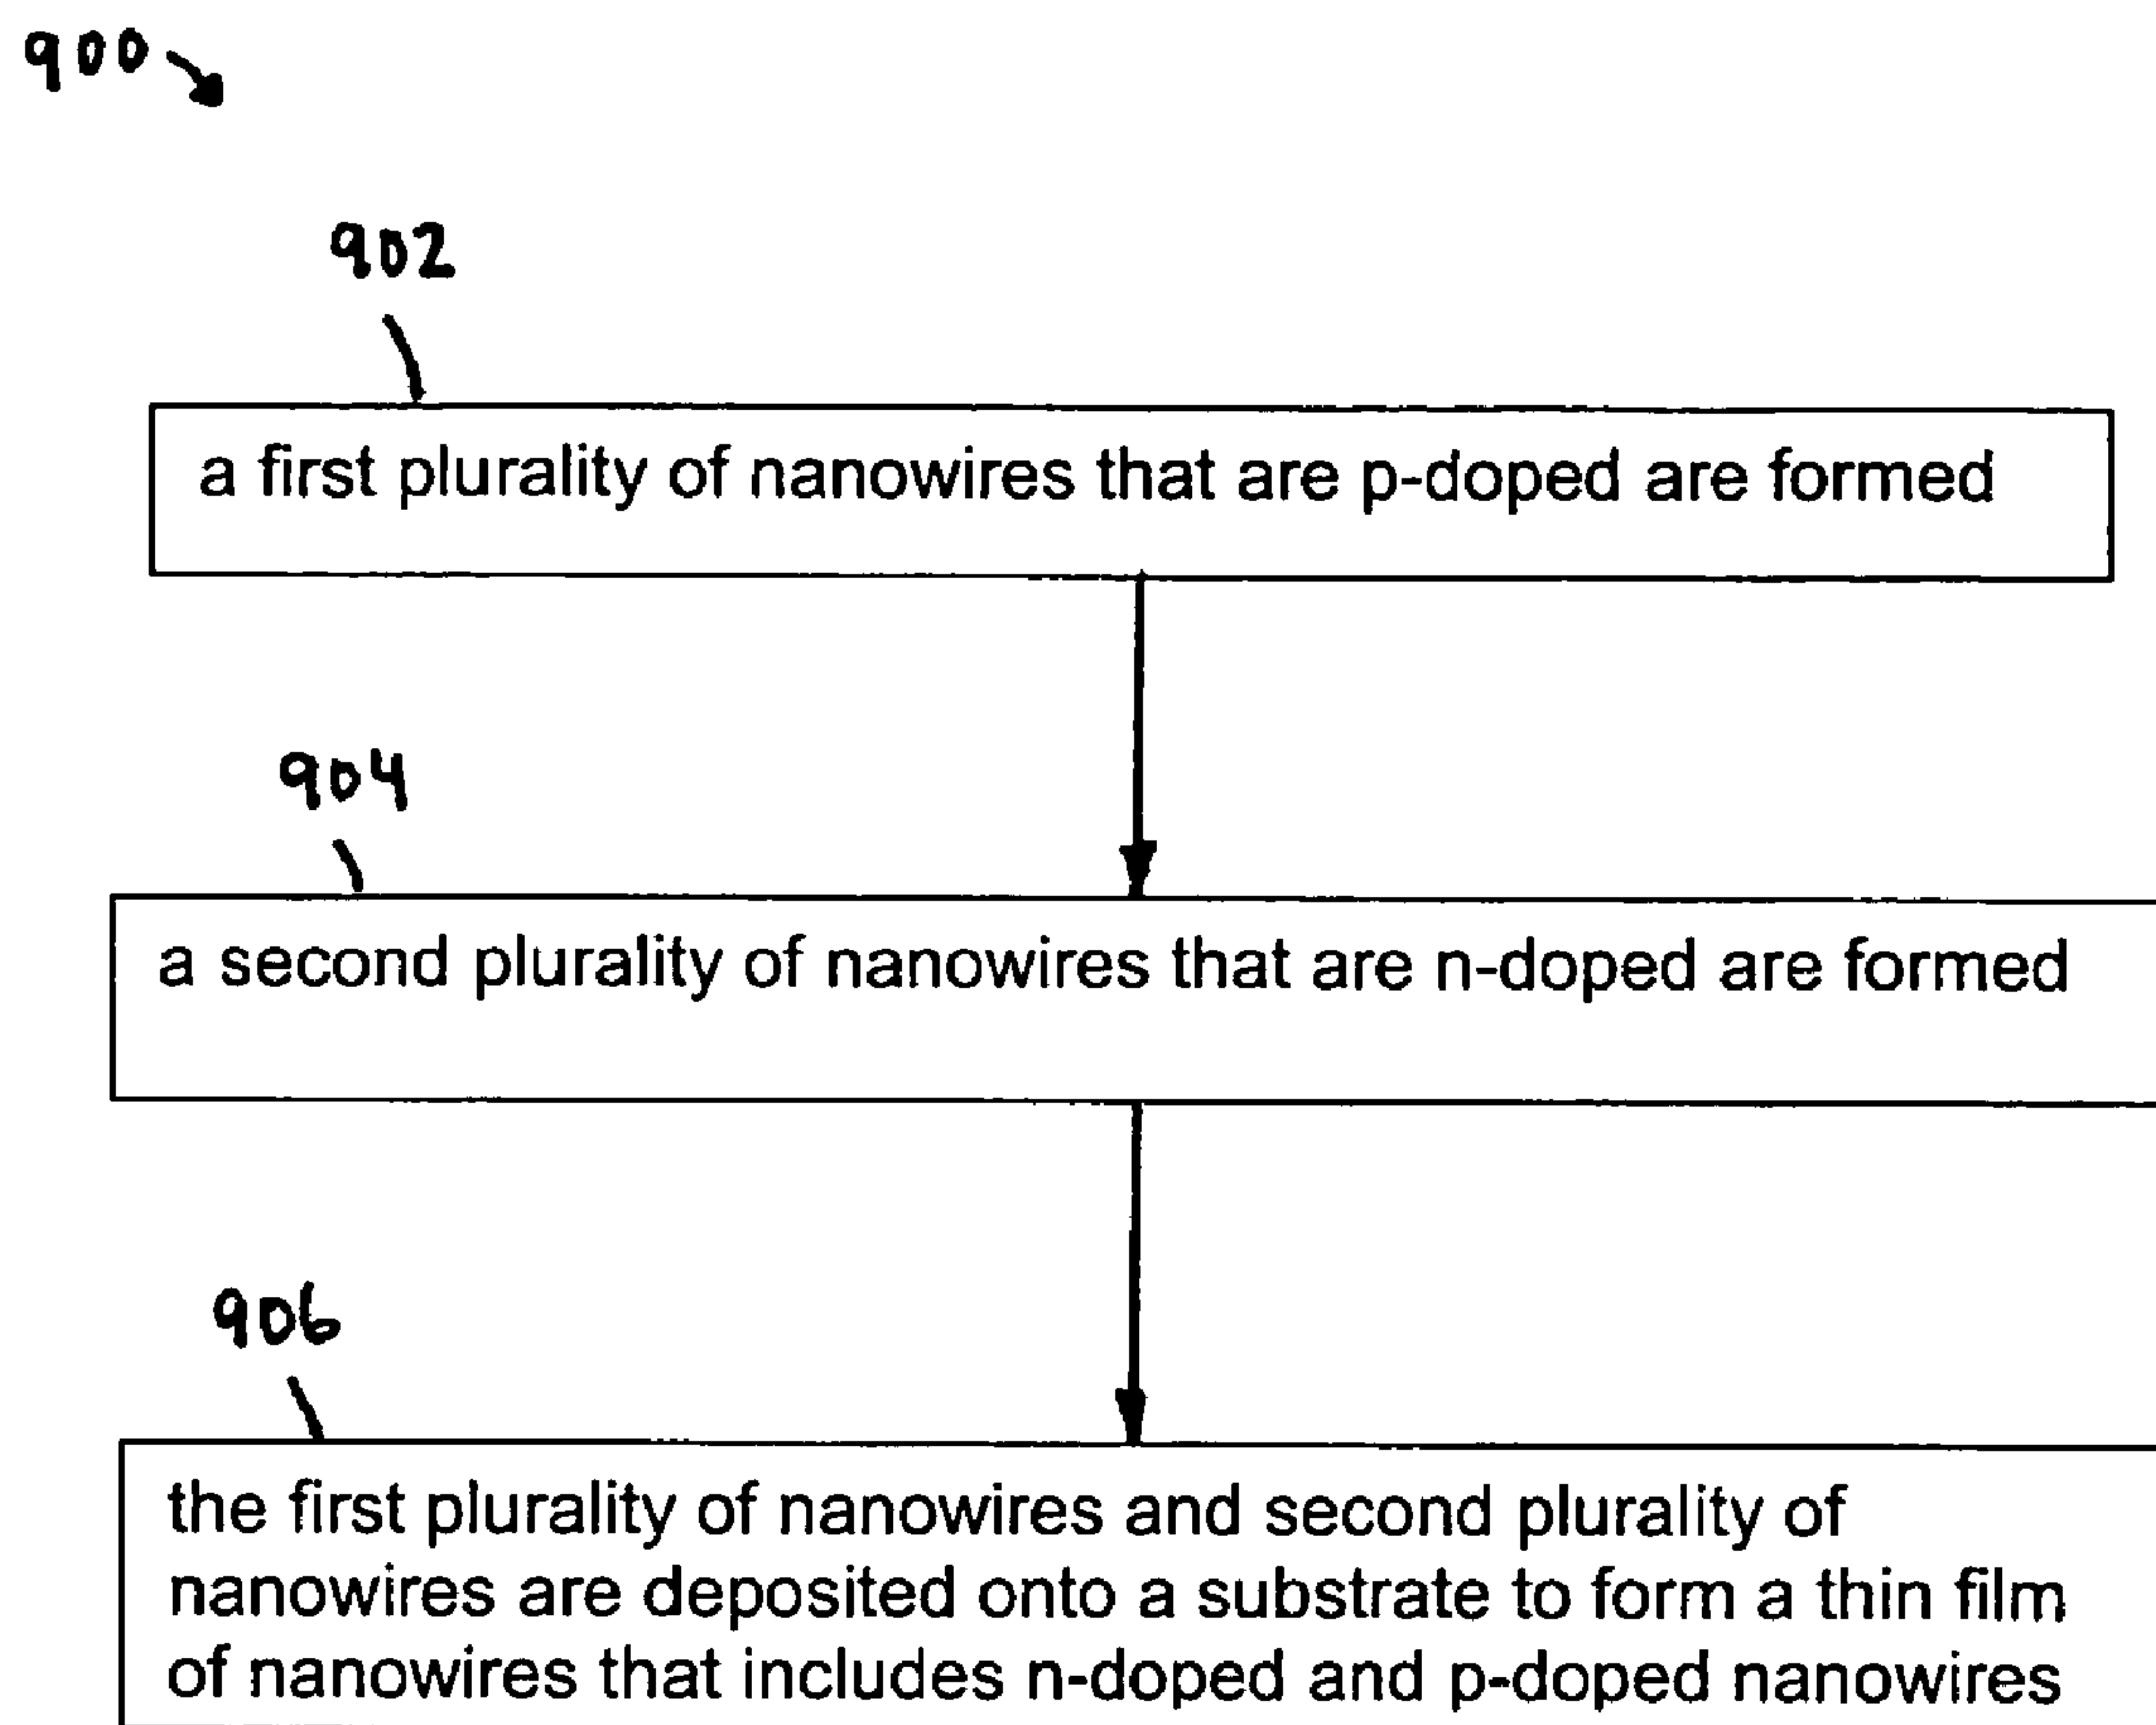 900
902
a first plurality of nanowires that are p-doped are formed
904
a second plurality of nanowires that are n-doped are formed
906
the first plurality of nanowires and second plurality of
nanowires are deposited onto a substrate to form a thin film
of nanowires that includes n-doped and p-doped nanowires